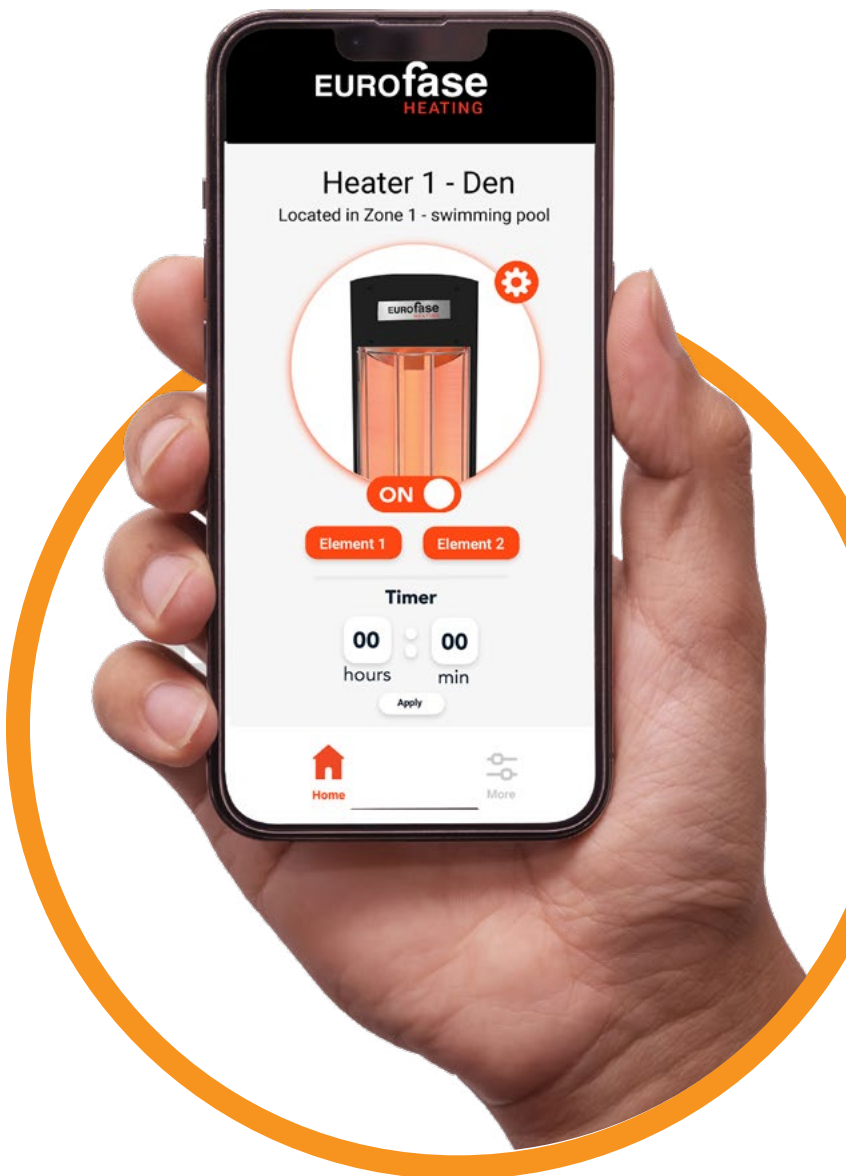 EUROfase
HEATING
Heater 1 - Den
Located in Zone 1 - swimming pool
EUROfase
HEATING
ON
Element 1
Element 2
Timer
00 : 00
hours min
Apply
Home
More